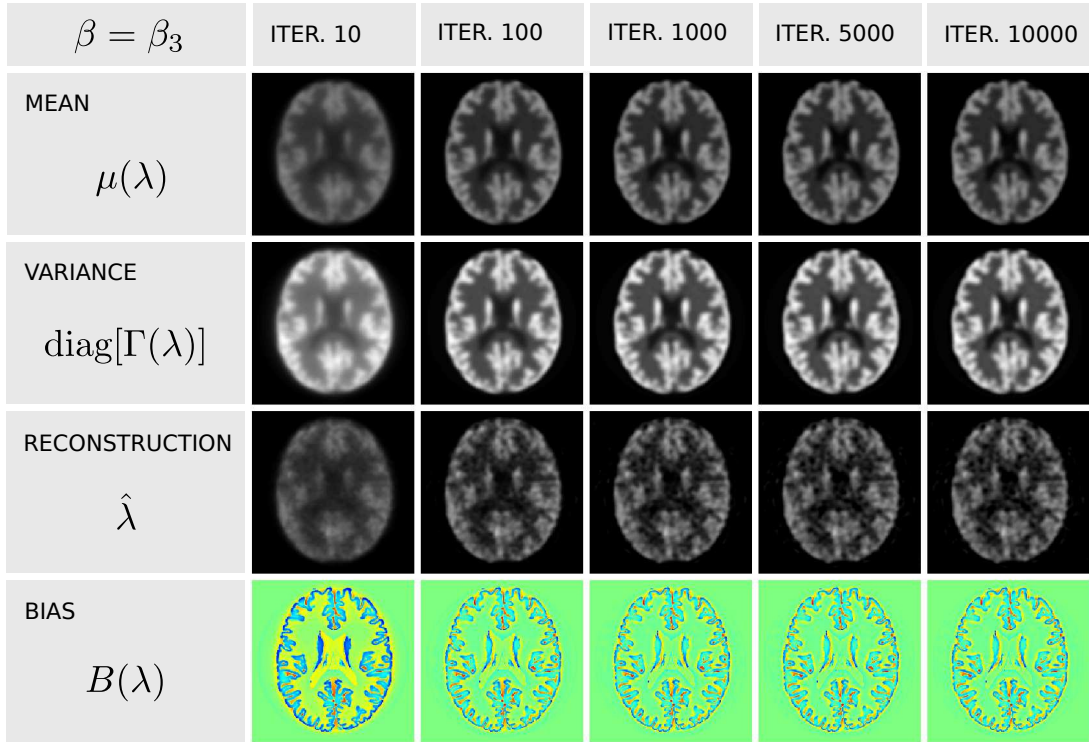 β = β₃ ITER. 10 ITER. 100 ITER. 1000 ITER. 5000 ITER. 10000
MEAN
μ(λ)
VARIANCE
diag[Γ(λ)]
RECONSTRUCTION
λ̂
BIAS
B(λ)